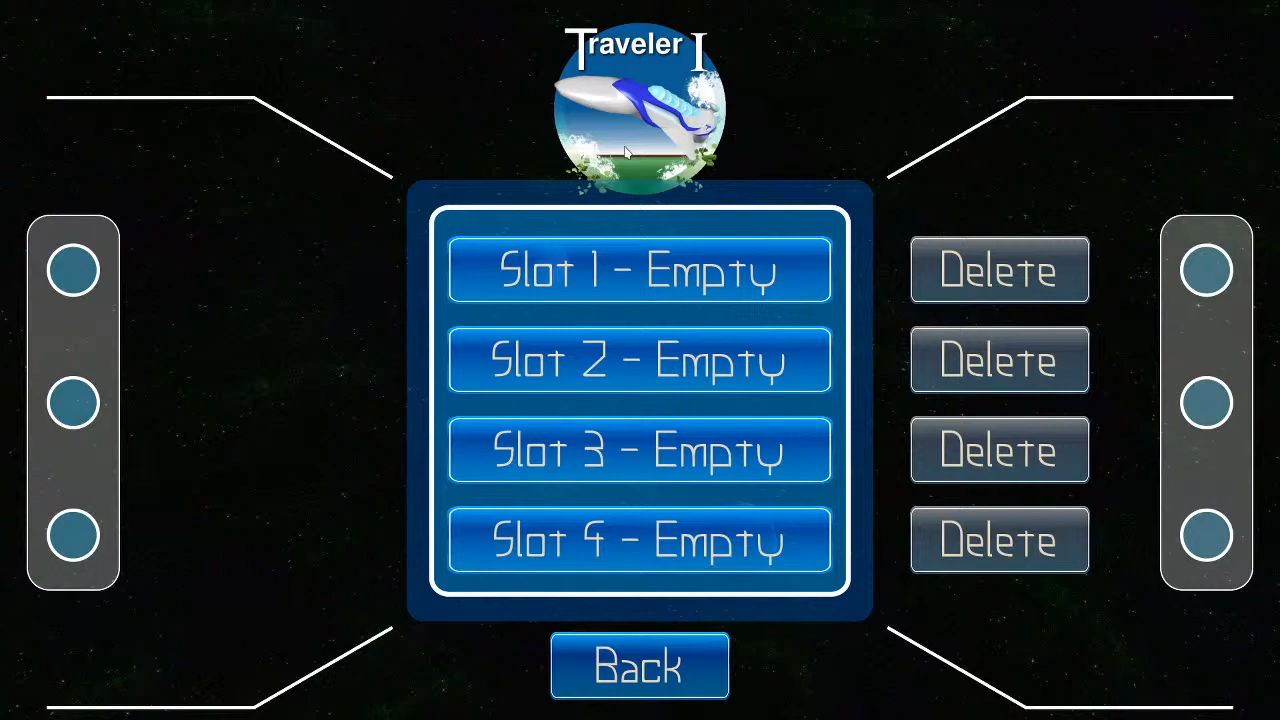 Traveler I
Slot 1 - Empty
Delete
Slot 2 - Empty
Delete
Slot 3 - Empty
Delete
Slot 4 - Empty
Delete
Back